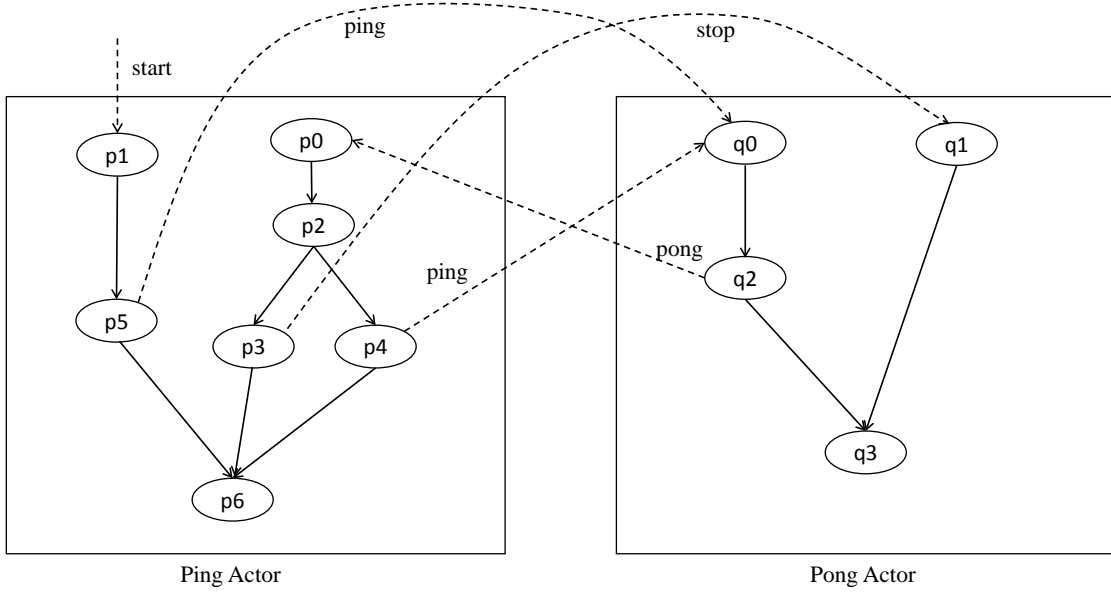 ping
stop
start
p1
p0
q0
q1
p2
ping
pong
q2
p5
p3
p4
q3
p6
Ping Actor
Pong Actor